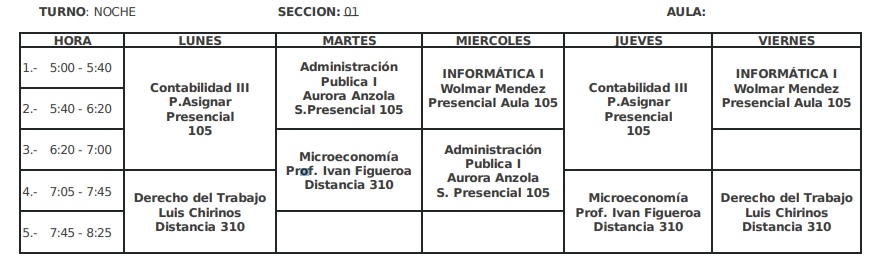 TURNO: NOCHE SECCION: 01 AULA:
HORA LUNES MARTES MIERCOLES JUEVES VIERNES
1.- 5:00 - 5:40
2.- 5:40 - 6:20
3.- 6:20 - 7:00
4.- 7:05 - 7:45
5.- 7:45 - 8:25
Contabilidad III
P.Asignar
Presencial
105
Derecho del Trabajo
Luis Chirinos
Distancia 310
Administración
Publica I
Aurora Anzola
S.Presencial 105
Microeconomía
Prof. Ivan Figueroa
Distancia 310
INFORMÁTICA I
Wolmar Mendez
Presencial Aula 105
Administración
Publica I
Aurora Anzola
S. Presencial 105
Contabilidad III
P.Asignar
Presencial
105
Microeconomía
Prof. Ivan Figueroa
Distancia 310
INFORMÁTICA I
Wolmar Mendez
Presencial Aula 105
Derecho del Trabajo
Luis Chirinos
Distancia 310